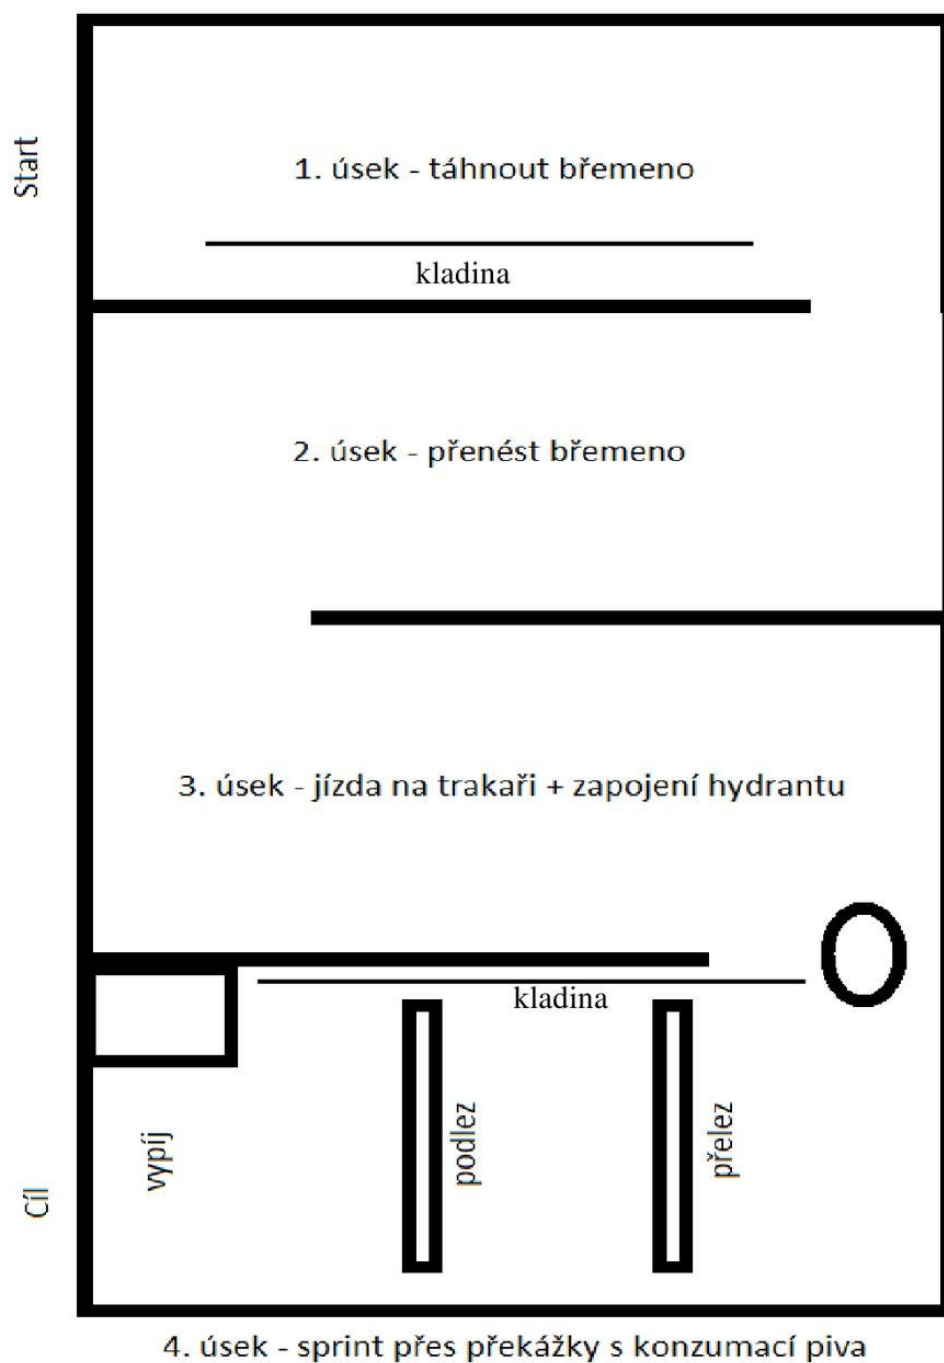 Start
1. úsek - táhnout břemeno
kladina
2. úsek - přenést břemeno
3. úsek - jízda na trakaři + zapojení hydrantu
kladina
podlez
přelez
vypíj
Cíl
4. úsek - sprint přes překážky s konzumací piva